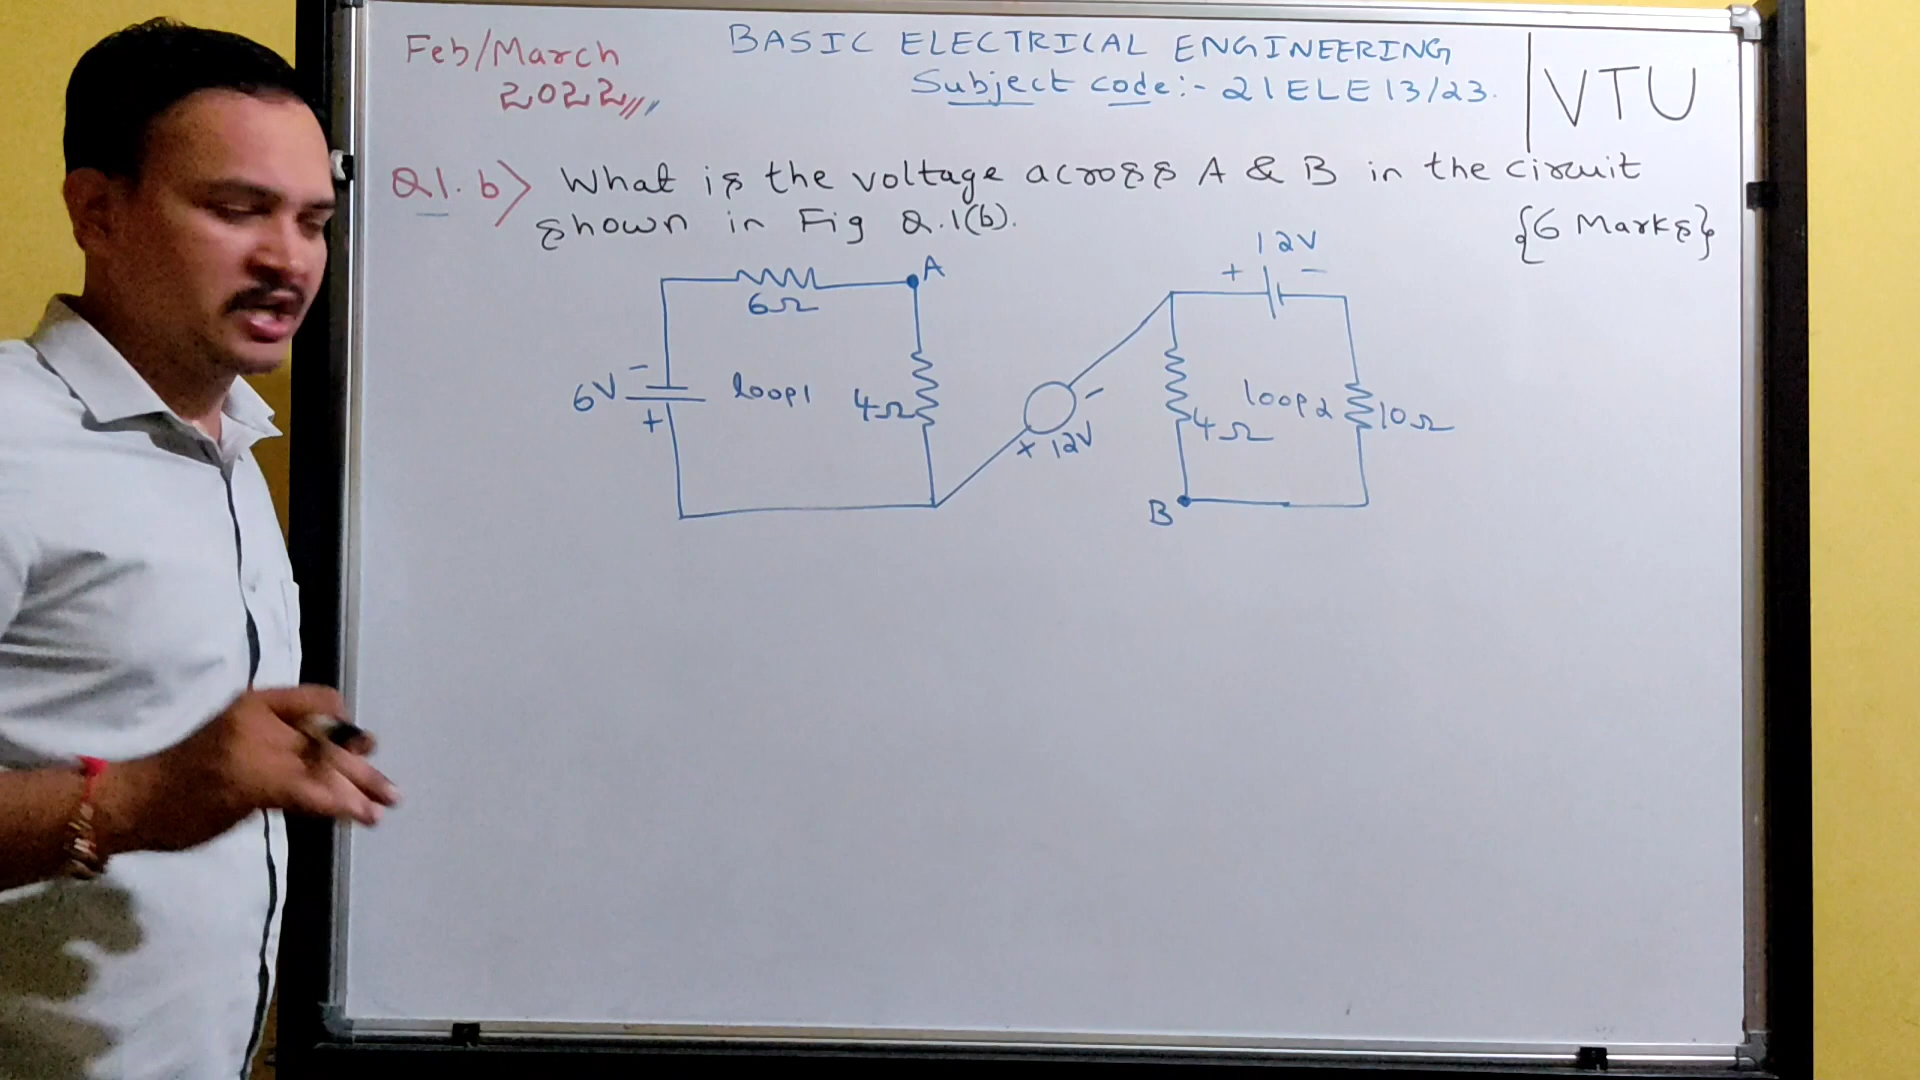 Feb/March
2022
BASIC ELECTRICAL ENGINEERING
Subject code:- 21ELE13/23.
VTU
Q1.b) What is the voltage across A & B in the circuit
shown in Fig Q.1(b).
{6 Marks}
6Ω
A
6V
-
+
loop1
4Ω
-
+ 12V
12V
+ -
4Ω
loop2
10Ω
B